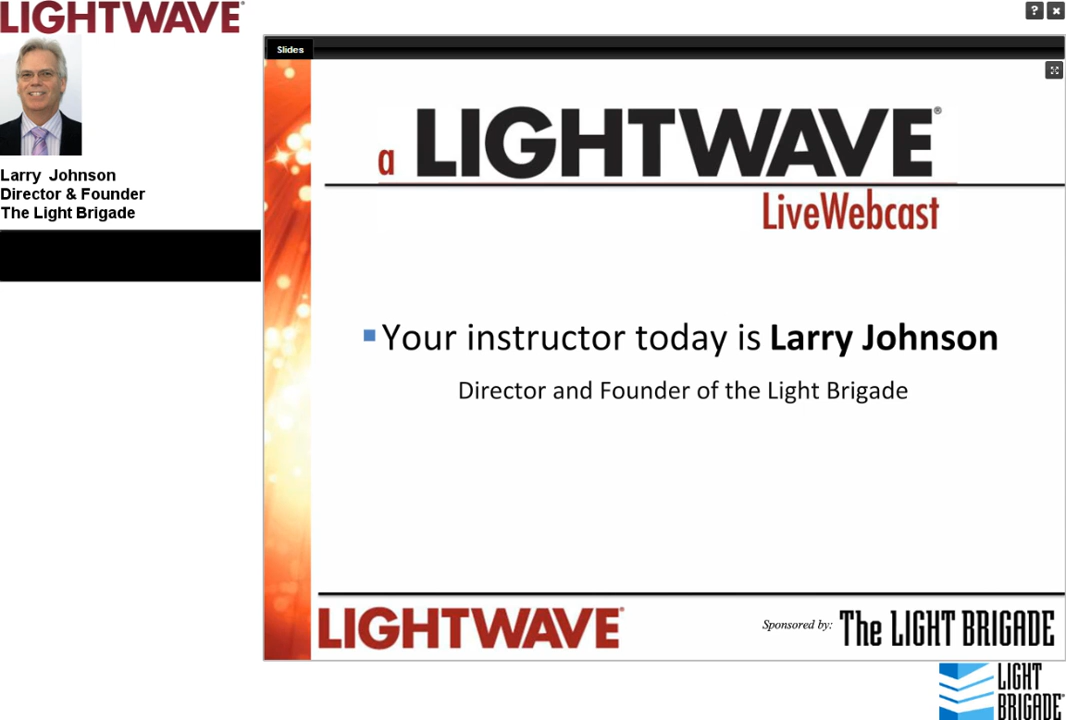 LIGHTWAVE®
Larry Johnson
Director & Founder
The Light Brigade
? ×
Slides
a LIGHTWAVE®
LiveWebcast
Your instructor today is Larry Johnson
Director and Founder of the Light Brigade
LIGHTWAVE®
Sponsored by: The LIGHT BRIGADE
LIGHT
BRIGADE®